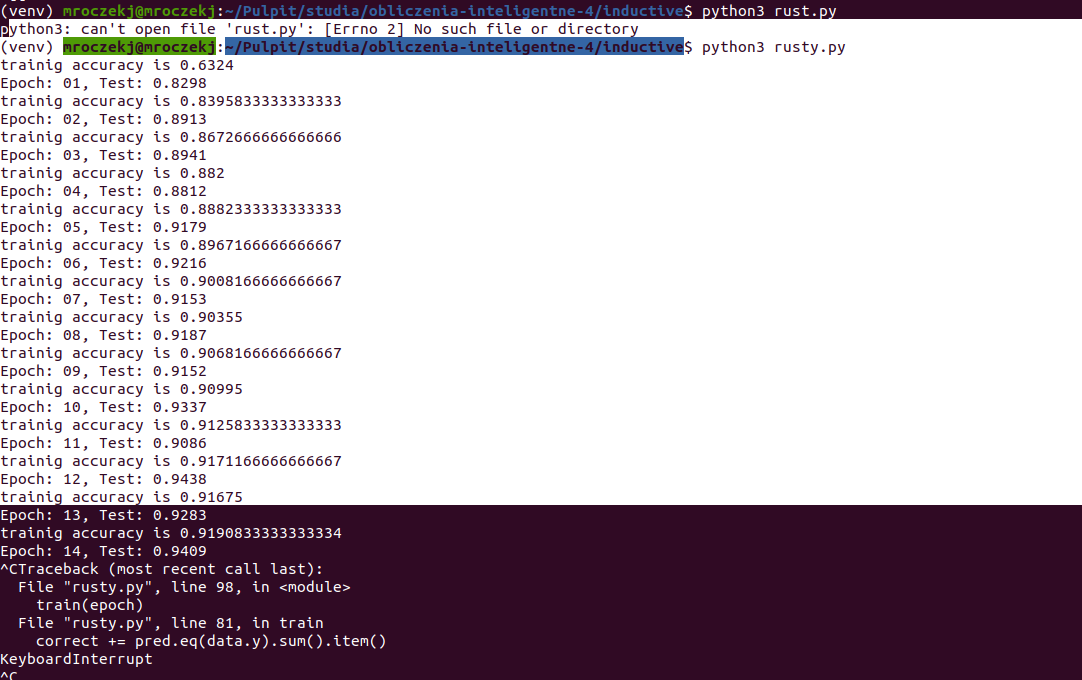 (venv) mroczekj@mroczekj:~/Pulpit/studia/obliczenia-inteligentne-4/inductive$ python3 rust.py
python3: can't open file 'rust.py': [Errno 2] No such file or directory
(venv) mroczekj@mroczekj:~/Pulpit/studia/obliczenia-inteligentne-4/inductive$ python3 rusty.py
trainig accuracy is 0.6324
Epoch: 01, Test: 0.8298
trainig accuracy is 0.8395833333333333
Epoch: 02, Test: 0.8913
trainig accuracy is 0.8672666666666666
Epoch: 03, Test: 0.8941
trainig accuracy is 0.882
Epoch: 04, Test: 0.8812
trainig accuracy is 0.8882333333333333
Epoch: 05, Test: 0.9179
trainig accuracy is 0.8967166666666667
Epoch: 06, Test: 0.9216
trainig accuracy is 0.9008166666666667
Epoch: 07, Test: 0.9153
trainig accuracy is 0.90355
Epoch: 08, Test: 0.9187
trainig accuracy is 0.9068166666666667
Epoch: 09, Test: 0.9152
trainig accuracy is 0.90995
Epoch: 10, Test: 0.9337
trainig accuracy is 0.9125833333333333
Epoch: 11, Test: 0.9086
trainig accuracy is 0.9171166666666667
Epoch: 12, Test: 0.9438
trainig accuracy is 0.91675
Epoch: 13, Test: 0.9283
trainig accuracy is 0.9190833333333334
Epoch: 14, Test: 0.9409
^CTraceback (most recent call last):
  File "rusty.py", line 98, in <module>
    train(epoch)
  File "rusty.py", line 81, in train
    correct += pred.eq(data.y).sum().item()
KeyboardInterrupt
^C